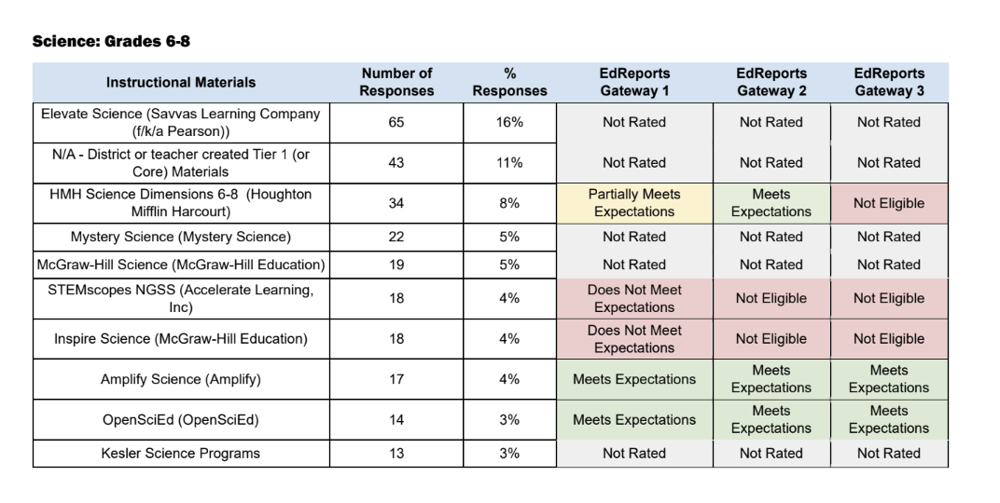 Science: Grades 6-8
Instructional Materials
Number of
Responses
%
Responses
EdReports
Gateway 1
EdReports
Gateway 2
EdReports
Gateway 3
Elevate Science (Savvas Learning Company
(f/k/a Pearson))
65
16%
Not Rated
Not Rated
Not Rated
N/A - District or teacher created Tier 1 (or
Core) Materials
43
11%
Not Rated
Not Rated
Not Rated
HMH Science Dimensions 6-8 (Houghton
Mifflin Harcourt)
34
8%
Partially Meets
Expectations
Meets
Expectations
Not Eligible
Mystery Science (Mystery Science)
22
5%
Not Rated
Not Rated
Not Rated
McGraw-Hill Science (McGraw-Hill Education)
19
5%
Not Rated
Not Rated
Not Rated
STEMscopes NGSS (Accelerate Learning,
Inc)
18
4%
Does Not Meet
Expectations
Not Eligible
Not Eligible
Inspire Science (McGraw-Hill Education)
18
4%
Does Not Meet
Expectations
Not Eligible
Not Eligible
Amplify Science (Amplify)
17
4%
Meets Expectations
Meets
Expectations
Meets
Expectations
OpenSciEd (OpenSciEd)
14
3%
Meets Expectations
Meets
Expectations
Meets
Expectations
Kesler Science Programs
13
3%
Not Rated
Not Rated
Not Rated